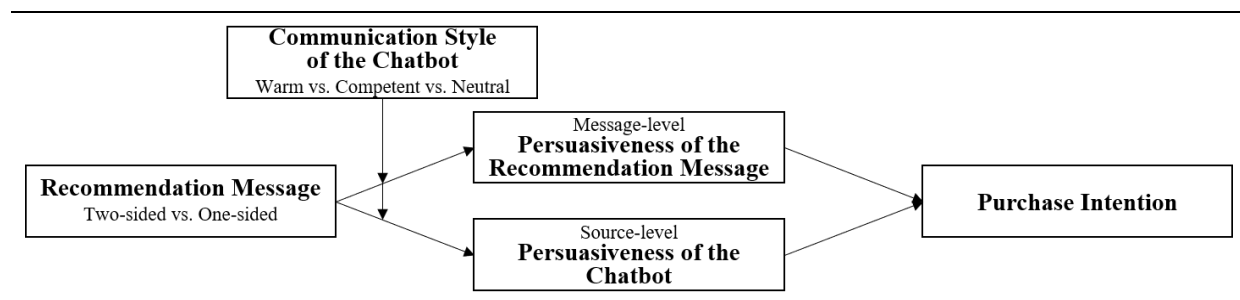 Communication Style
of the Chatbot
Warm vs. Competent vs. Neutral
Recommendation Message
Two-sided vs. One-sided
Message-level
Persuasiveness of the
Recommendation Message
Source-level
Persuasiveness of the
Chatbot
Purchase Intention